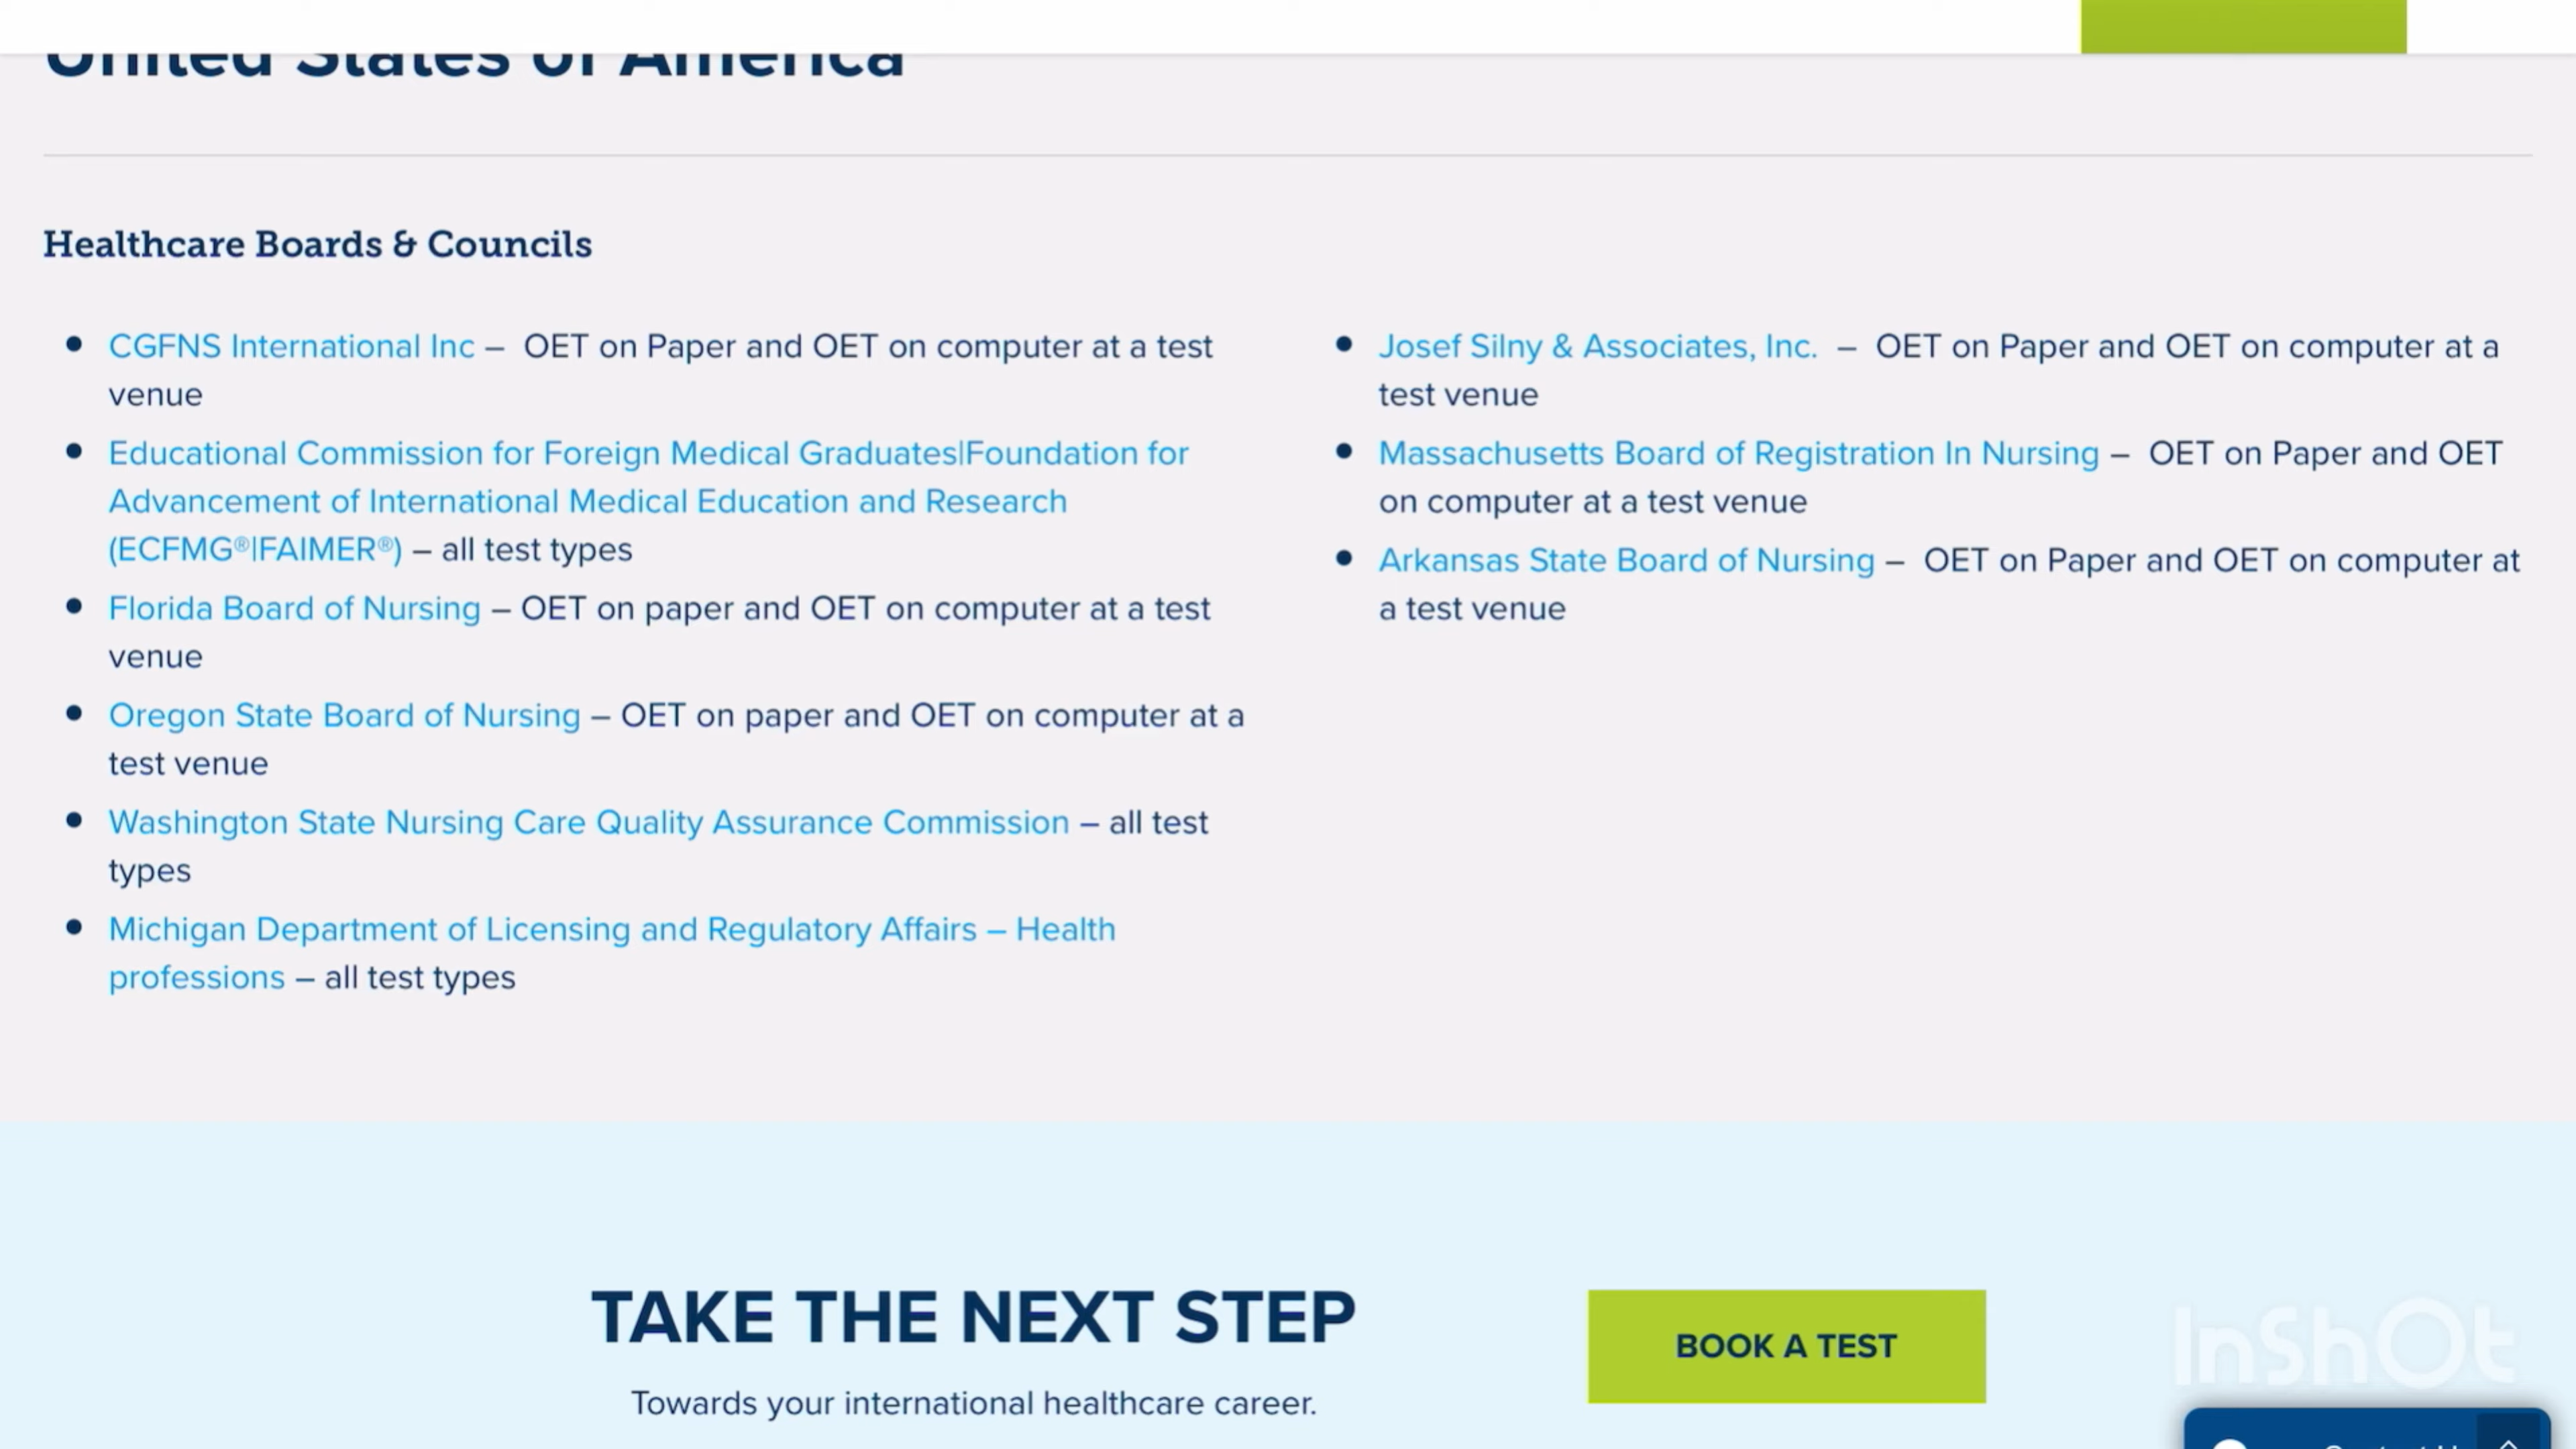 United States of America
Healthcare Boards & Councils
CGFNS International Inc – OET on Paper and OET on computer at a test
venue
Educational Commission for Foreign Medical Graduates|Foundation for
Advancement of International Medical Education and Research
(ECFMG®|FAIMER®) – all test types
Florida Board of Nursing – OET on paper and OET on computer at a test
venue
Oregon State Board of Nursing – OET on paper and OET on computer at a
test venue
Washington State Nursing Care Quality Assurance Commission – all test
types
Michigan Department of Licensing and Regulatory Affairs – Health
professions – all test types
Josef Silny & Associates, Inc. – OET on Paper and OET on computer at a
test venue
Massachusetts Board of Registration In Nursing – OET on Paper and OET
on computer at a test venue
Arkansas State Board of Nursing – OET on Paper and OET on computer at
a test venue
TAKE THE NEXT STEP
Towards your international healthcare career.
BOOK A TEST
InShOt